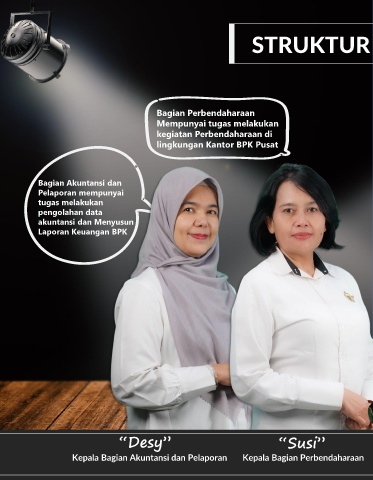 STRUKTUR
Bagian Perbendaharaan
Mempunyai tugas melakukan
kegiatan Perbendaharaan di
lingkungan Kantor BPK Pusat
Bagian Akuntansi dan
Pelaporan mempunyai
tugas melakukan
pengolahan data
akuntansi dan Menyusun
Laporan Keuangan BPK
“Desy”
Kepala Bagian Akuntansi dan Pelaporan
“Susi”
Kepala Bagian Perbendaharaan